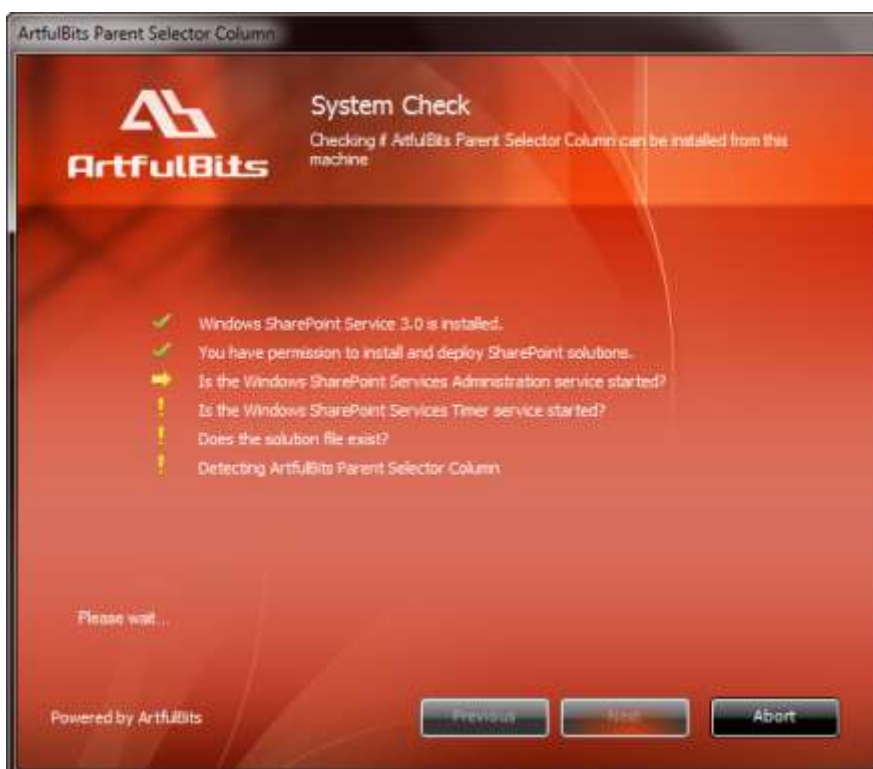 ArtfulBits Parent Selector Column
ArtfulBits
System Check
Checking if ArtfulBits Parent Selector Column can be installed from this
machine
Windows SharePoint Service 3.0 is installed.
You have permission to install and deploy SharePoint solutions.
Is the Windows SharePoint Services Administration service started?
Is the Windows SharePoint Services Timer service started?
Does the solution file exist?
Detecting ArtfulBits Parent Selector Column
Please wait...
Powered by ArtfulBits
Previous
Next
Abort